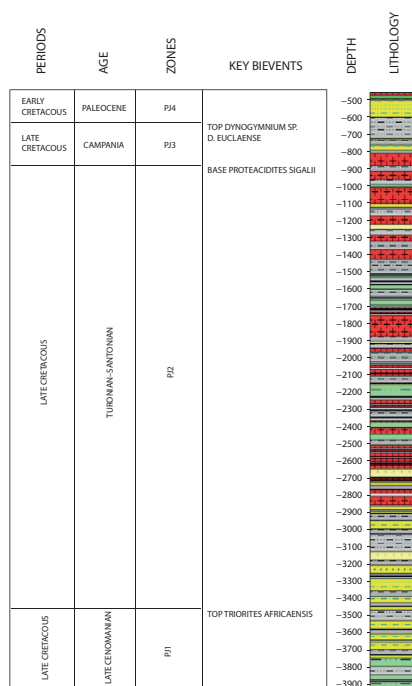 PERIODS
AGE
ZONES
KEY BIEVENTS
DEPTH
LITHOLOGY
EARLY
CRETACOUS
PALEOCENE
PJ4
LATE
CRETACOUS
CAMPANIA
PJ3
TOP DYNOGYMNIUM SP.
D. EUCLAENSE
BASE PROTEACIDITES SIGALII
LATE CRETACOUS
TURONIAN–SANTONIAN
PJ2
TOP TRIORITES AFRICAENSIS
LATE CRETACOUS
LATE CENOMANIAN
PJ1
–500
–600
–700
–800
–900
–1000
–1100
–1200
–1300
–1400
–1500
–1600
–1700
–1800
–1900
–2000
–2100
–2200
–2300
–2400
–2500
–2600
–2700
–2800
–2900
–3000
–3100
–3200
–3300
–3400
–3500
–3600
–3700
–3800
–3900